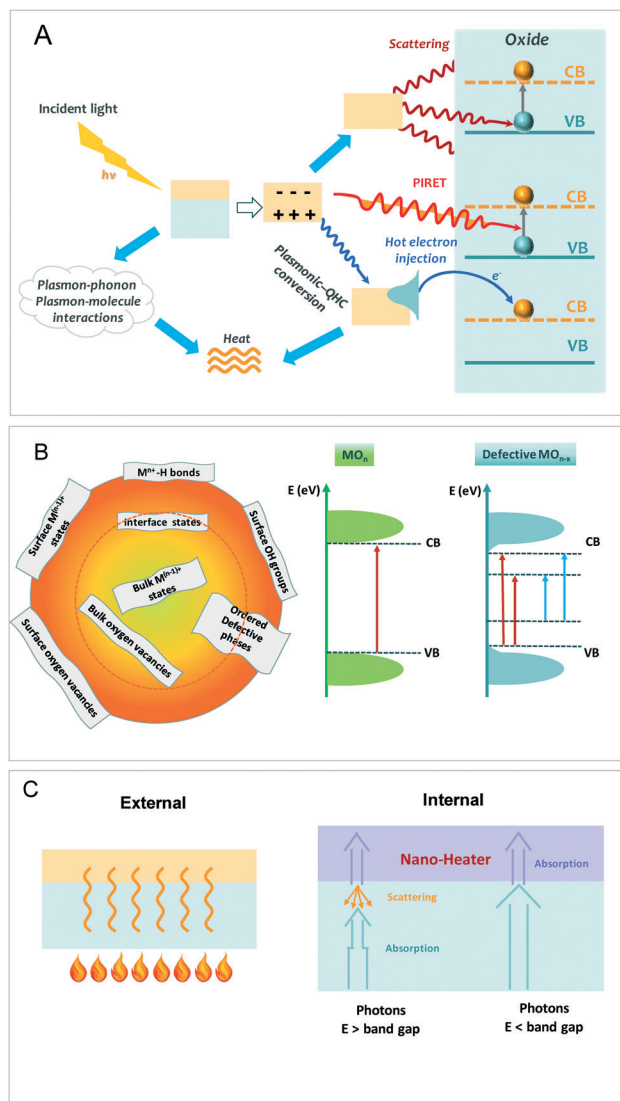 A
Scattering
Oxide
CB
VB
Incident light
hν
PIRET
CB
VB
- - -
+ + +
Plasmonic–QHC
conversion
Hot electron
injection
e-
CB
VB
Plasmon-phonon
Plasmon-molecule
interactions
Heat
B
Mn+-H bonds
Surface M(n-1)+
states
interface states
Surface OH groups
Bulk M(n-1)+
states
Bulk oxygen vacancies
Ordered
Defective
phases
Surface oxygen vacancies
MOn
E (eV)
CB
VB
Defective MOn-x
E (eV)
CB
VB
C
External
Internal
Nano-Heater
Absorption
Scattering
Absorption
Photons
E > band gap
Photons
E < band gap